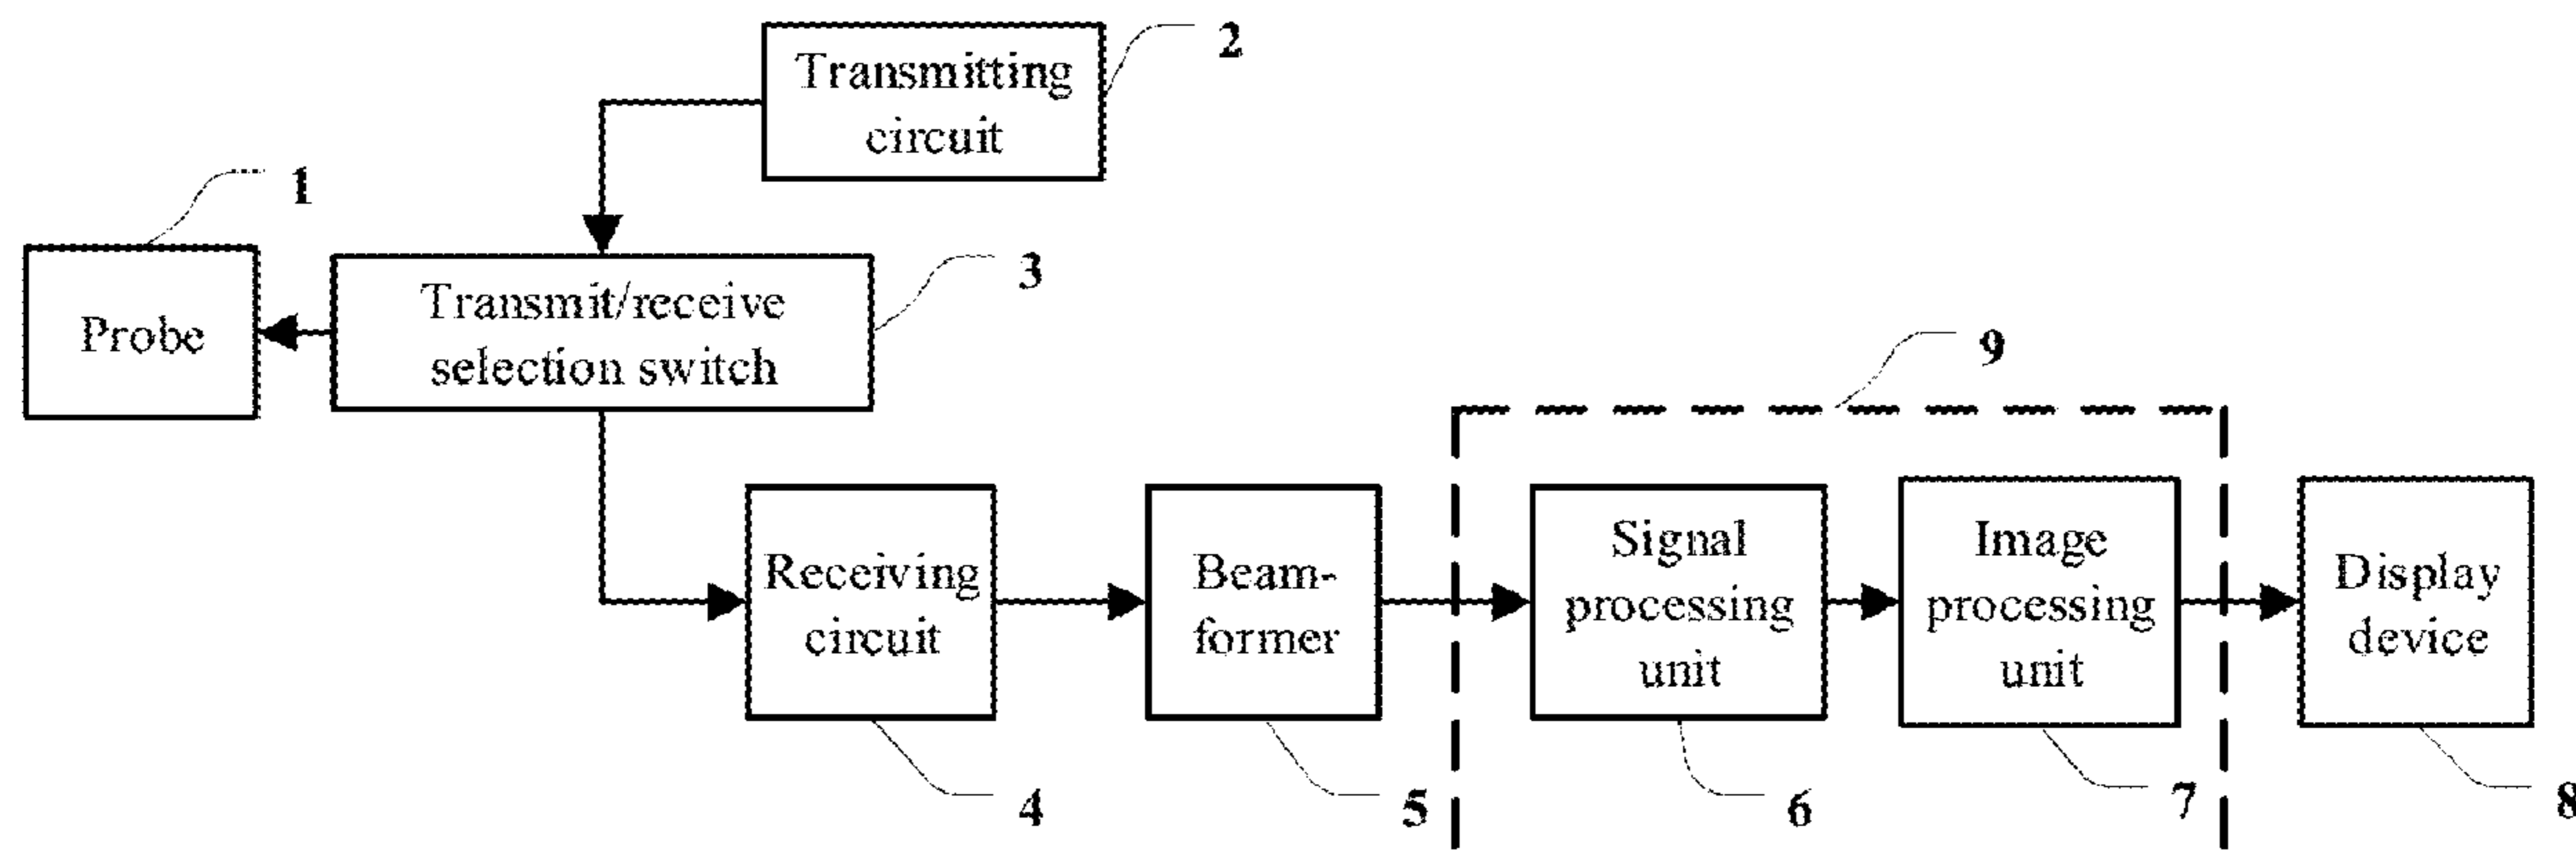 2
Transmitting
circuit
1
3
Probe
Transmit/receive
selection switch
9
Receiving
circuit
Beam-
former
Signal
processing
unit
Image
processing
unit
Display
device
4
5
6
7
8